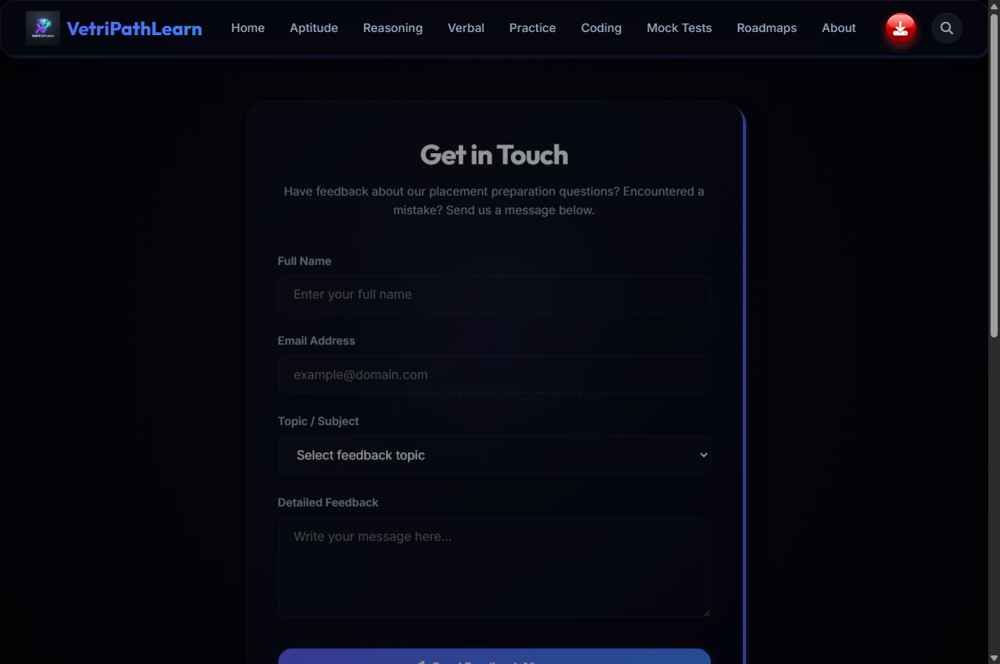 VetriPathLearn
Home
Aptitude
Reasoning
Verbal
Practice
Coding
Mock Tests
Roadmaps
About
Get in Touch
Have feedback about our placement preparation questions? Encountered a
mistake? Send us a message below.
Full Name
Enter your full name
Email Address
example@domain.com
VetriPathLearn
Topic / Subject
Select feedback topic
Detailed Feedback
Write your message here...